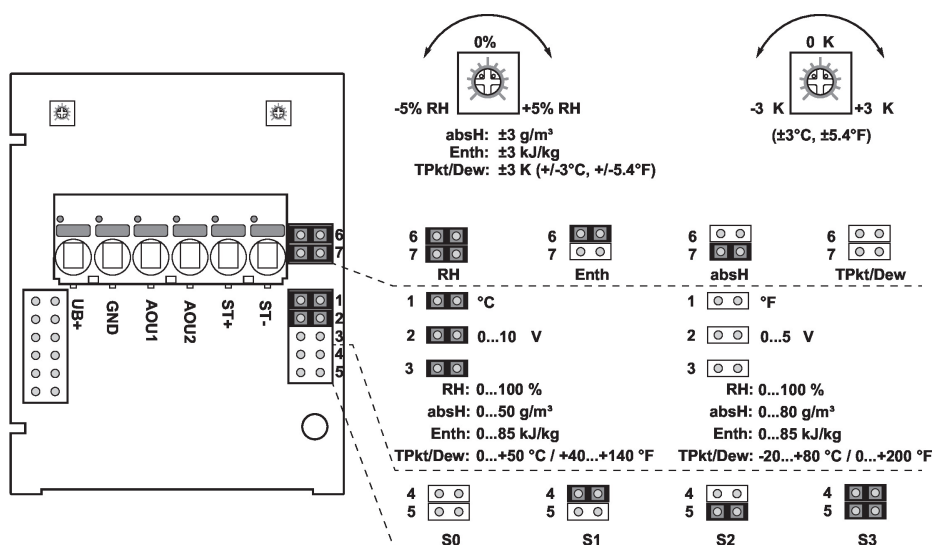 0%
0 K
-5% RH +5% RH
-3 K +3 K
absH: ±3 g/m³
(±3°C, ±5.4°F)
Enth: ±3 kJ/kg
TPkt/Dew: ±3 K (+/-3°C, +/-5.4°F)
6
7
1
2
3
4
5
UB+
GND
AOU1
AOU2
ST+
ST-
6 6 6 6
7 7 7 7
RH Enth absH TPkt/Dew
1 °C 1 °F
2 0...10 V 2 0...5 V
3 3
RH: 0...100 % RH: 0...100 %
absH: 0...50 g/m³ absH: 0...80 g/m³
Enth: 0...85 kJ/kg Enth: 0...85 kJ/kg
TPkt/Dew: 0...+50 °C / +40...+140 °F TPkt/Dew: -20...+80 °C / 0...+200 °F
4 4 4 4
5 5 5 5
S0 S1 S2 S3